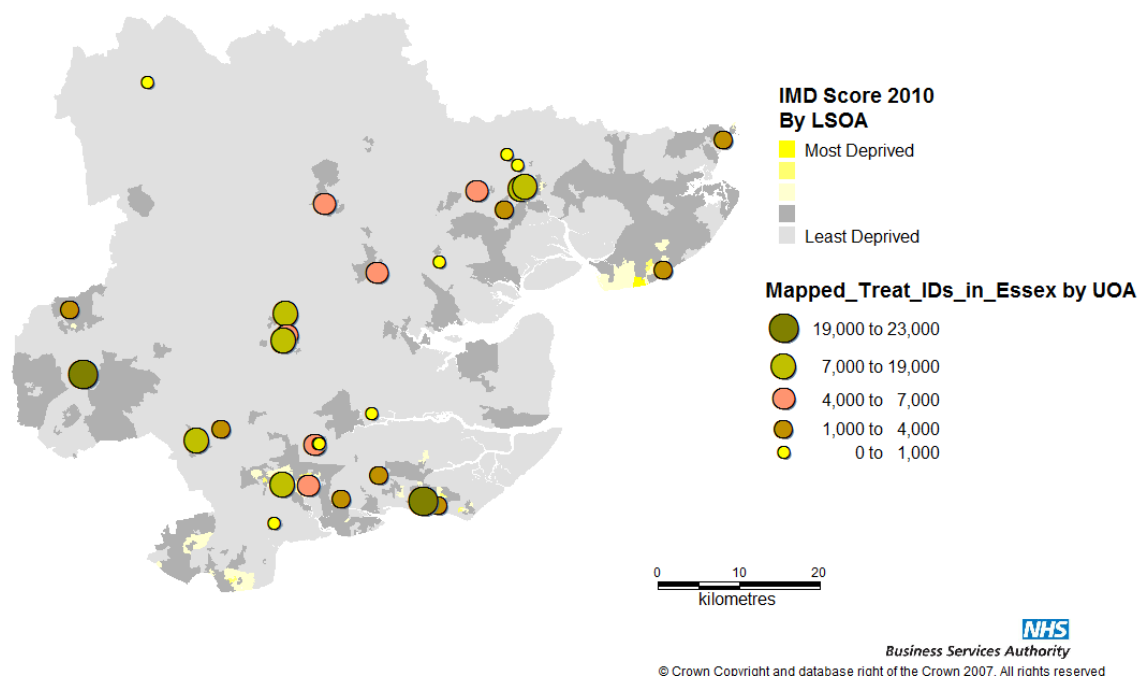 IMD Score 2010
By LSOA
Most Deprived
Least Deprived
Mapped_Treat_IDs_in_Essex by UOA
19,000 to 23,000
7,000 to 19,000
4,000 to 7,000
1,000 to 4,000
0 to 1,000
0 10 20
kilometres
NHS
Business Services Authority
© Crown Copyright and database right of the Crown 2007. All rights reserved